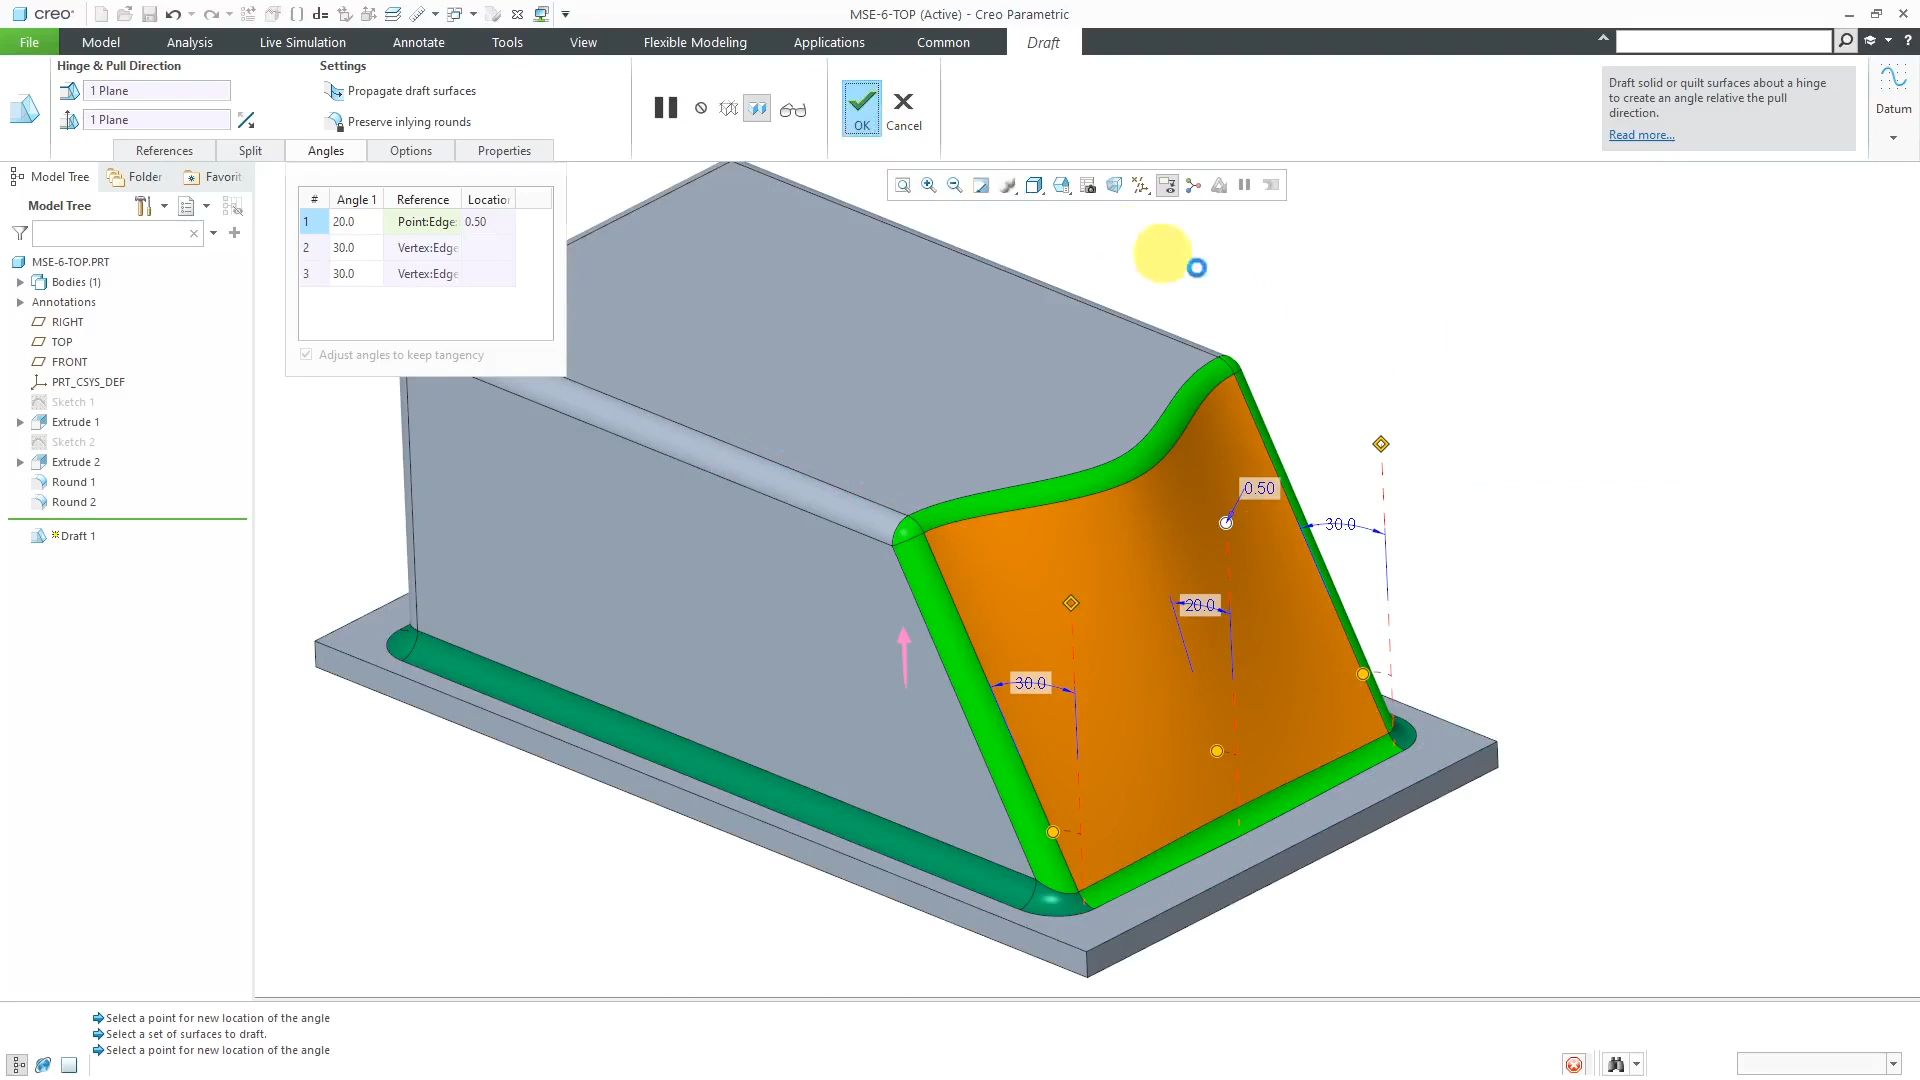 creo
MSE-6-TOP (Active) - Creo Parametric
File
Model
Analysis
Live Simulation
Annotate
Tools
View
Flexible Modeling
Applications
Common
Draft
Hinge & Pull Direction
Settings
1 Plane
Propagate draft surfaces
1 Plane
Preserve inlying rounds
OK
Cancel
Draft solid or quilt surfaces about a hinge
to create an angle relative the pull
direction.
Read more...
Datum
References
Split
Angles
Options
Properties
Model Tree
Folder
Favorit
Model Tree
# Angle 1 Reference Location
1 20.0 Point:Edge: 0.50
2 30.0 Vertex:Edge
3 30.0 Vertex:Edge
Adjust angles to keep tangency
MSE-6-TOP.PRT
Bodies (1)
Annotations
RIGHT
TOP
FRONT
PRT_CSYS_DEF
Sketch 1
Extrude 1
Sketch 2
Extrude 2
Round 1
Round 2
Draft 1
0.50
30.0
20.0
30.0
Select a point for new location of the angle
Select a set of surfaces to draft.
Select a point for new location of the angle